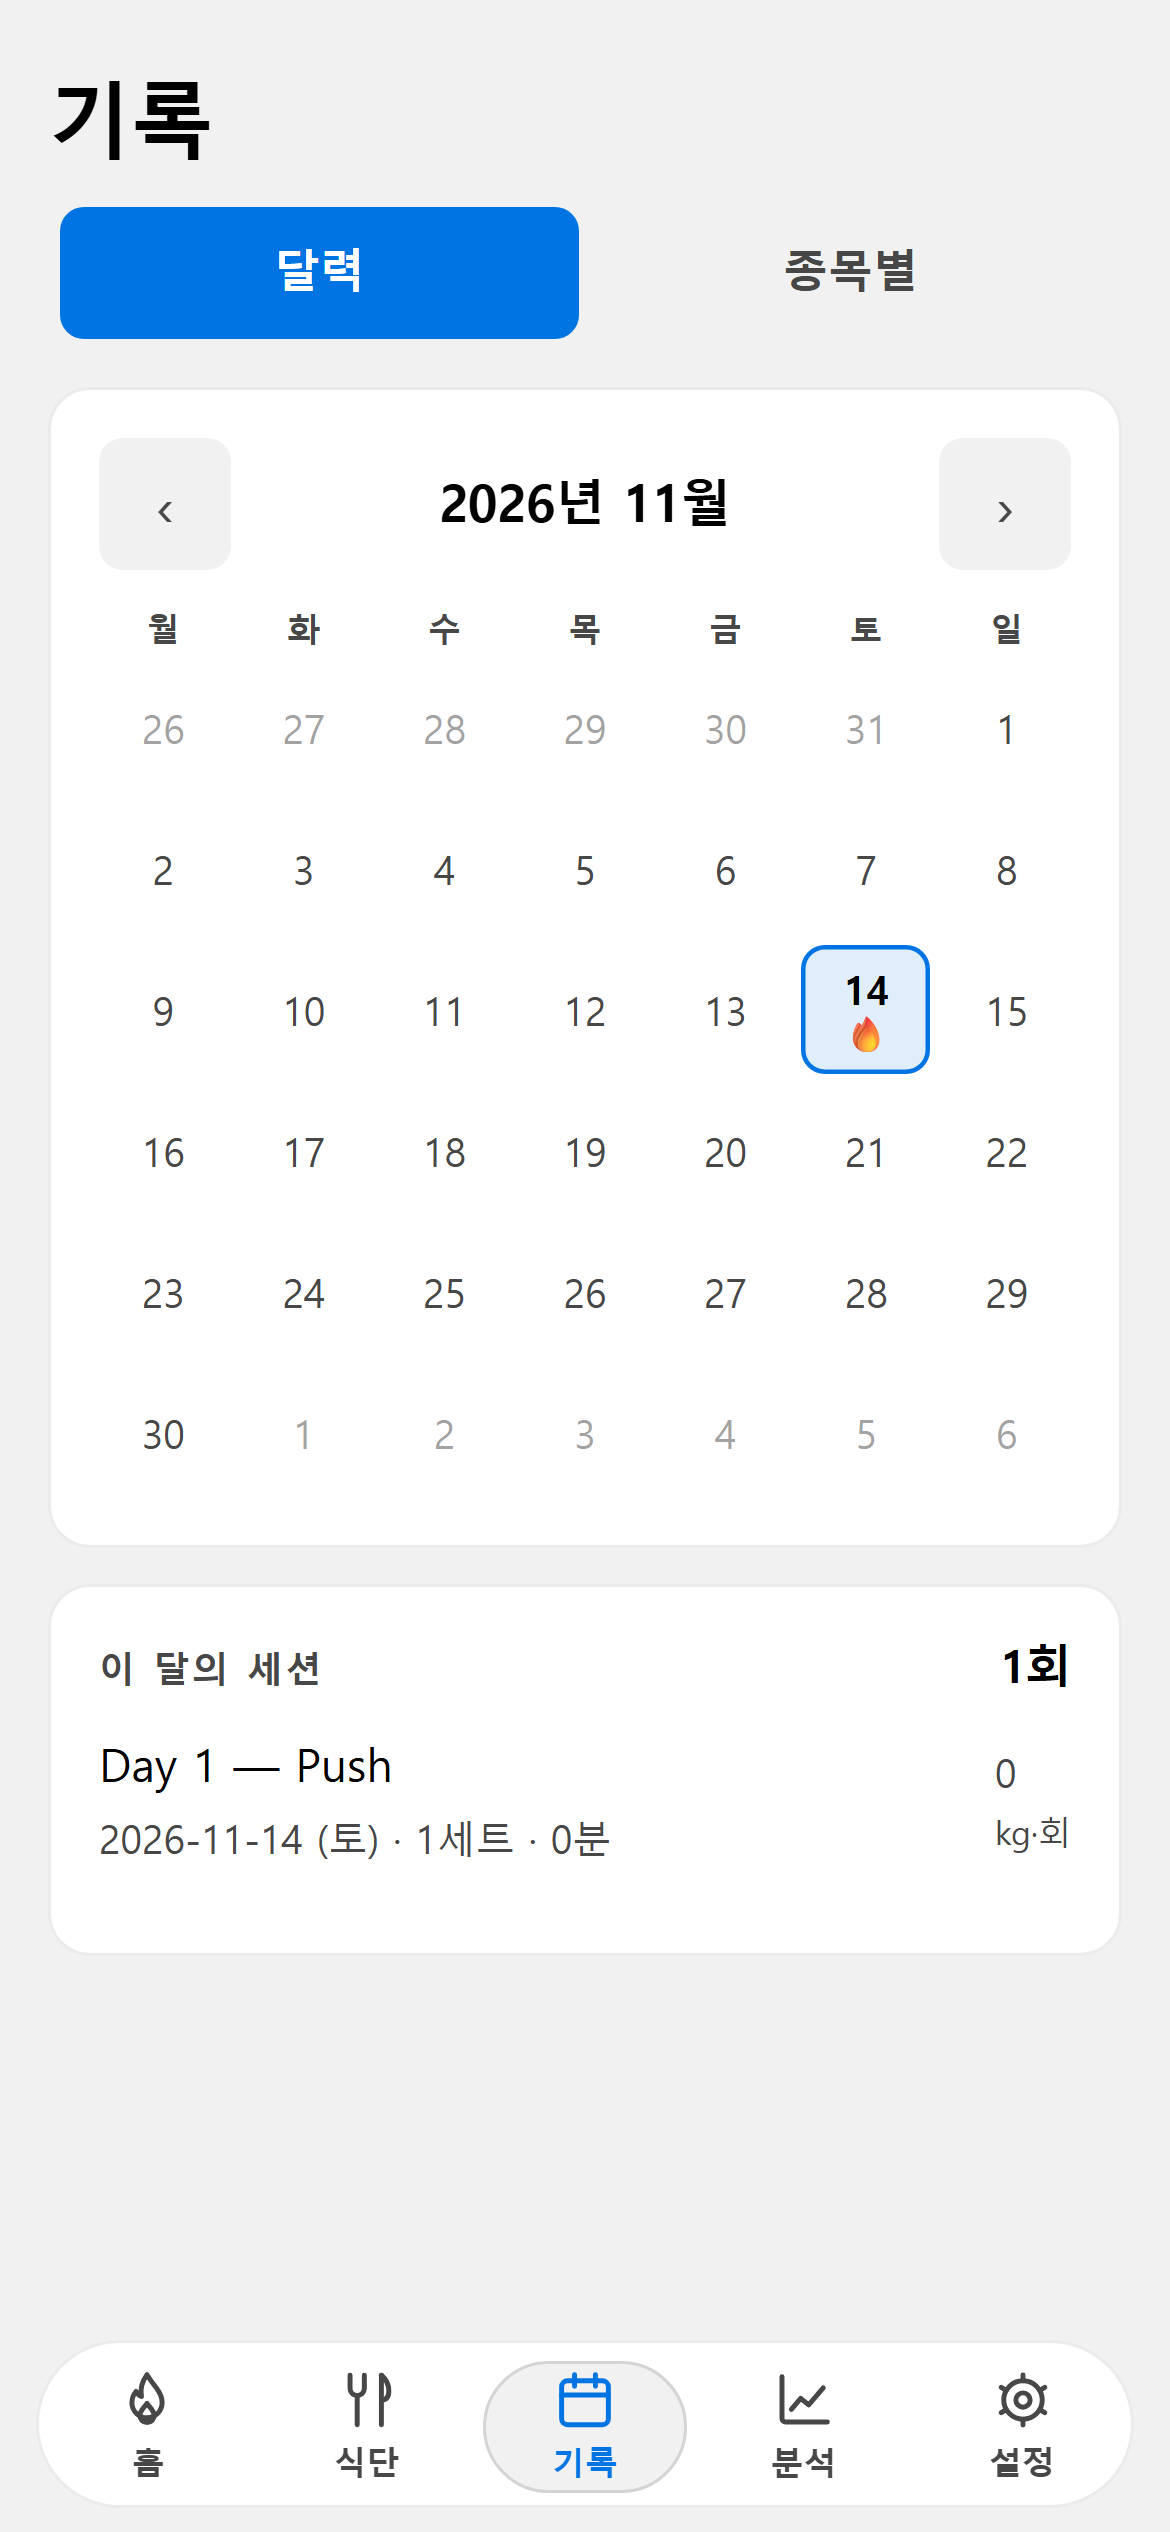 기록
달력 종목별
‹ 2026년 11월 ›
월 화 수 목 금 토 일
26 27 28 29 30 31 1
2 3 4 5 6 7 8
9 10 11 12 13 14 15
16 17 18 19 20 21 22
23 24 25 26 27 28 29
30 1 2 3 4 5 6
이 달의 세션 1회
Day 1 — Push 0
2026-11-14 (토) · 1세트 · 0분 kg·회
홈 식단 기록 분석 설정